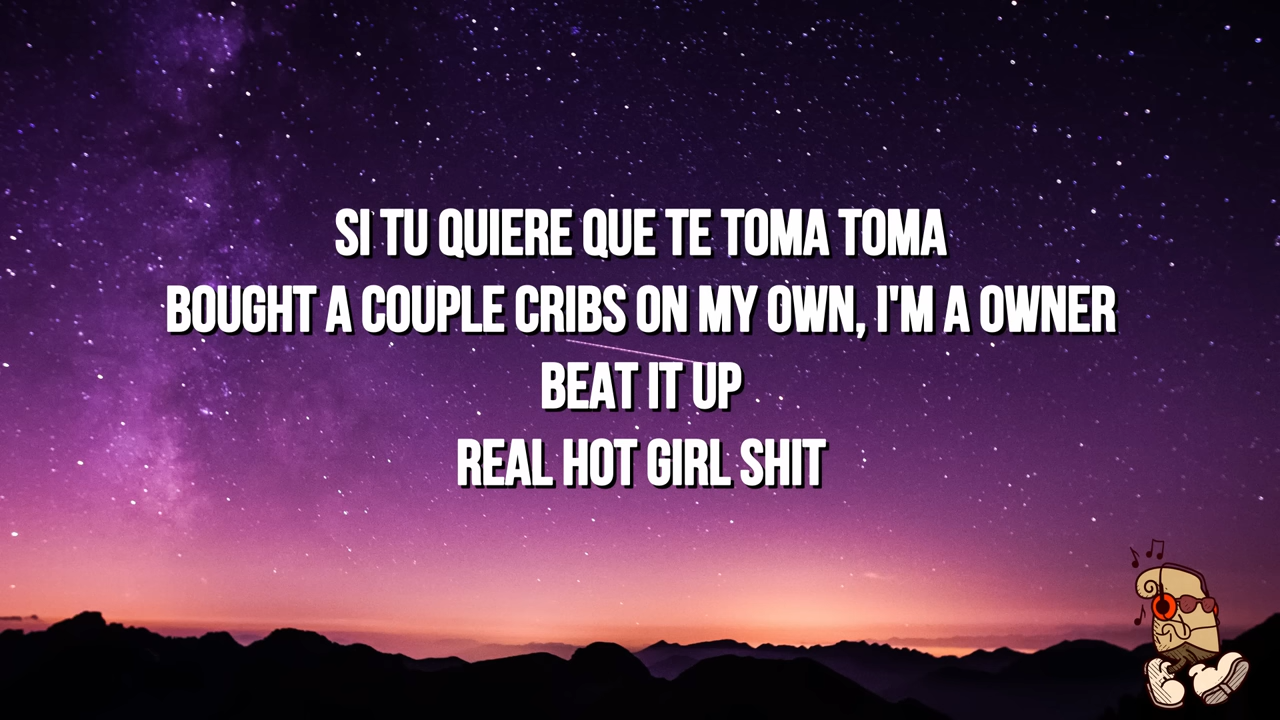 SI TU QUIERE QUE TE TOMA TOMA
BOUGHT A COUPLE CRIBS ON MY OWN, I'M A OWNER
BEAT IT UP
REAL HOT GIRL SHIT